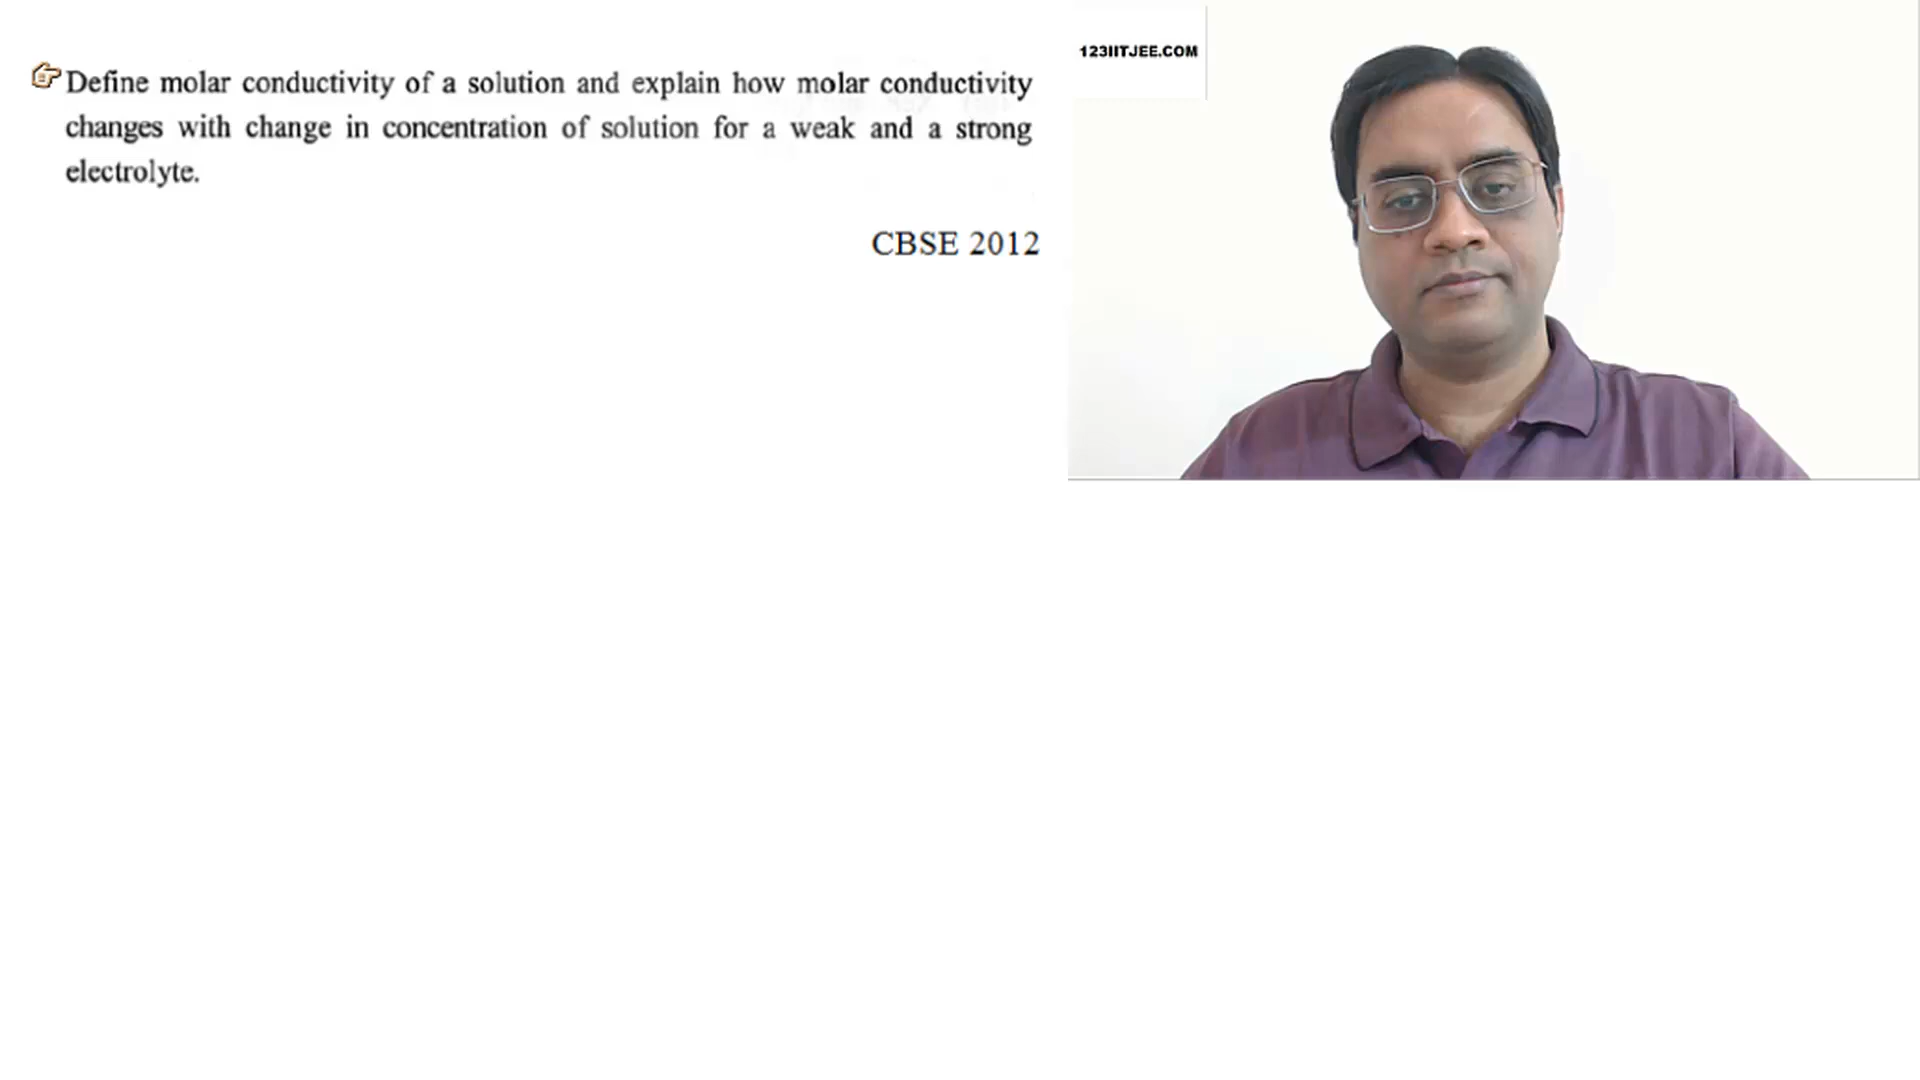 Define molar conductivity of a solution and explain how molar conductivity
changes with change in concentration of solution for a weak and a strong
electrolyte.
CBSE 2012
123IITJEE.COM